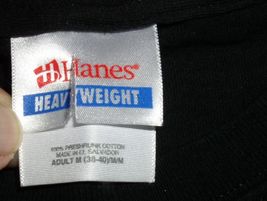 Hanes®
HEAVYWEIGHT
100% PRESHRUNK COTTON
MADE IN EL SALVADOR
ADULT M (38-40)/M/M